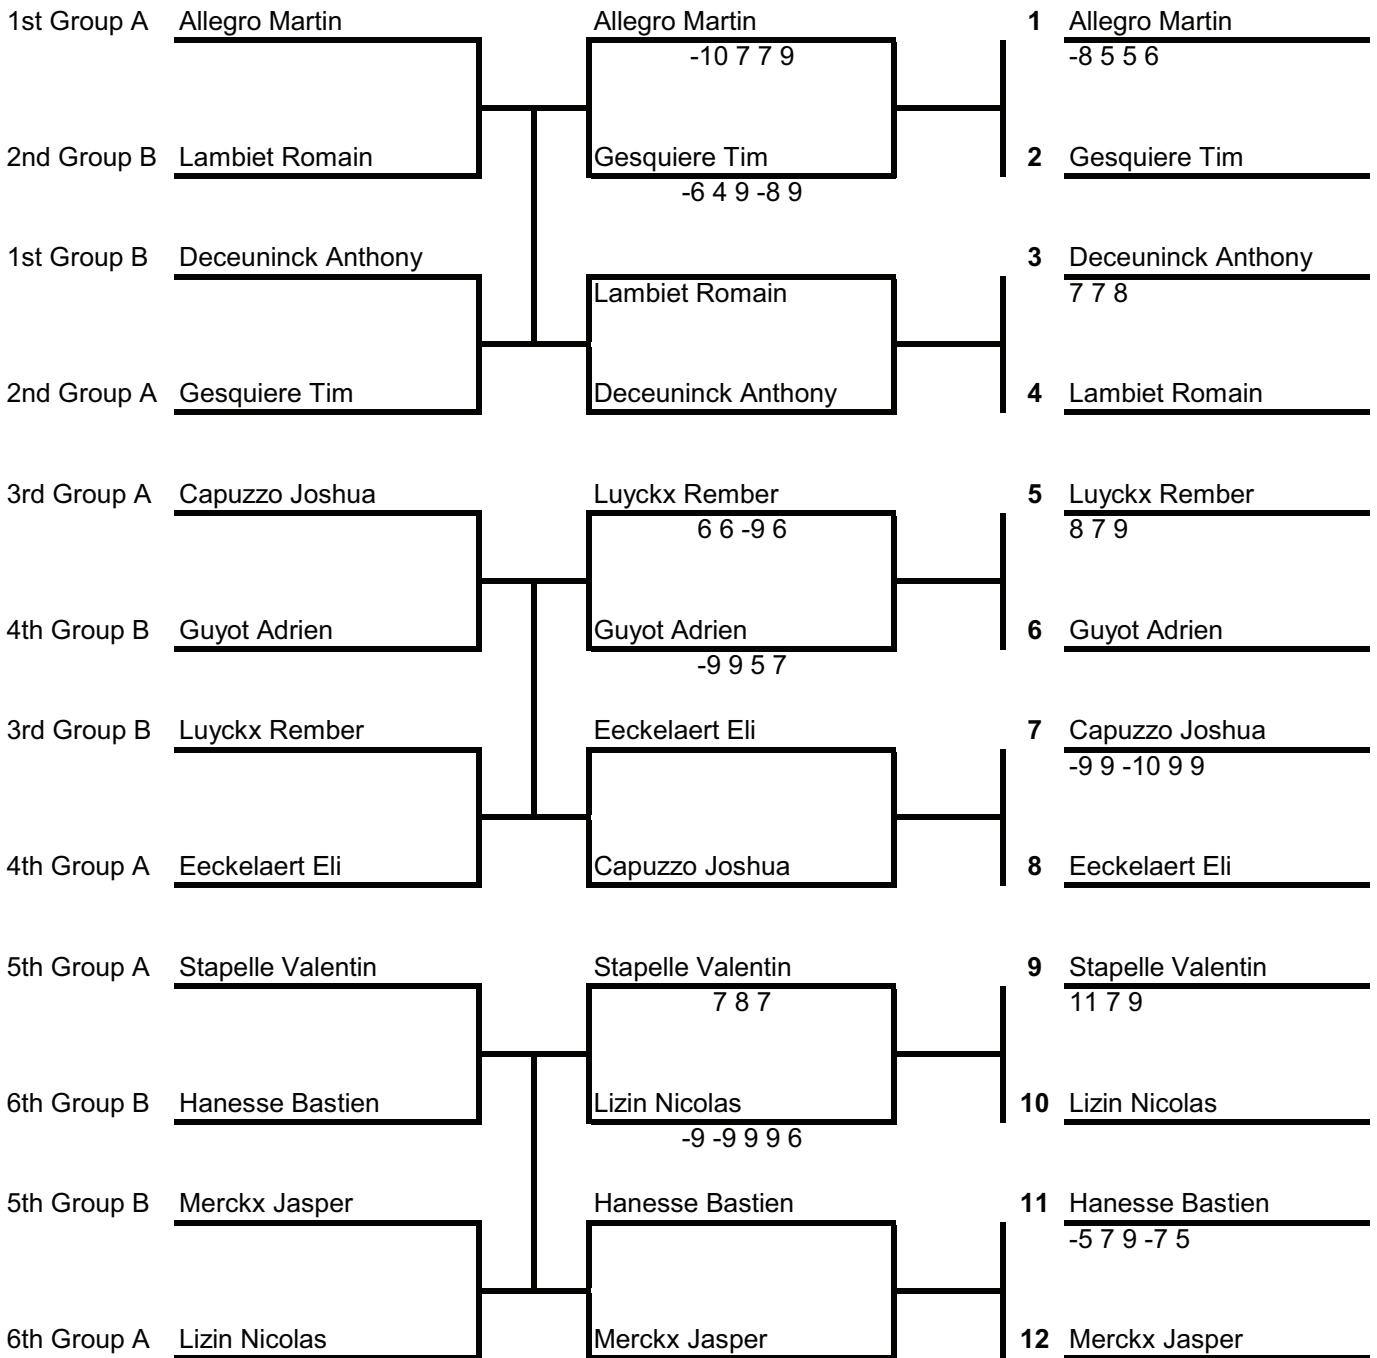 1st Group A Allegro Martin Allegro Martin 1 Allegro Martin
-10 7 7 9 -8 5 5 6
2nd Group B Lambiet Romain Gesquiere Tim 2 Gesquiere Tim
-6 4 9 -8 9
1st Group B Deceuninck Anthony 3 Deceuninck Anthony
Lambiet Romain 7 7 8
2nd Group A Gesquiere Tim Deceuninck Anthony 4 Lambiet Romain
3rd Group A Capuzzo Joshua Luyckx Rember 5 Luyckx Rember
6 6 -9 6 8 7 9
4th Group B Guyot Adrien Guyot Adrien 6 Guyot Adrien
-9 9 5 7
3rd Group B Luyckx Rember Eeckelaert Eli 7 Capuzzo Joshua
-9 9 -10 9 9
4th Group A Eeckelaert Eli Capuzzo Joshua 8 Eeckelaert Eli
5th Group A Stapelle Valentin Stapelle Valentin 9 Stapelle Valentin
7 8 7 11 7 9
6th Group B Hanesse Bastien Lizin Nicolas 10 Lizin Nicolas
-9 -9 9 9 6
5th Group B Merckx Jasper Hanesse Bastien 11 Hanesse Bastien
-5 7 9 -7 5
6th Group A Lizin Nicolas Merckx Jasper 12 Merckx Jasper